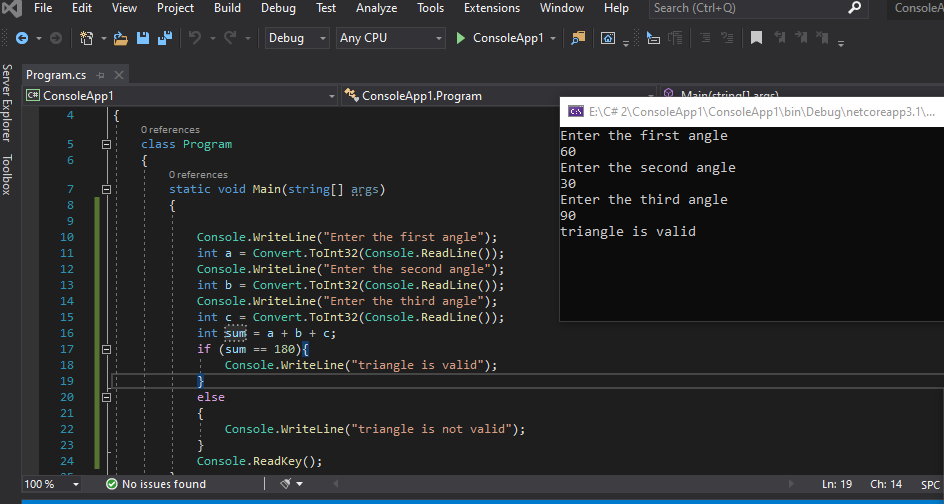 File Edit View Project Build Debug Test Analyze Tools Extensions Window Help Search (Ctrl+Q) ConsoleA
Debug Any CPU ConsoleApp1
Program.cs
Server Explorer
Toolbox
C# ConsoleApp1 ConsoleApp1.Program Main(string[] args)
4 {
0 references
5 class Program
6 {
0 references
7 static void Main(string[] args)
8 {
9
10 Console.WriteLine("Enter the first angle");
11 int a = Convert.ToInt32(Console.ReadLine());
12 Console.WriteLine("Enter the second angle");
13 int b = Convert.ToInt32(Console.ReadLine());
14 Console.WriteLine("Enter the third angle");
15 int c = Convert.ToInt32(Console.ReadLine());
16 int sum = a + b + c;
17 if (sum == 180){
18 Console.WriteLine("triangle is valid");
19 }
20 else
21 {
22 Console.WriteLine("triangle is not valid");
23 }
24 Console.ReadKey();
E:\C# 2\ConsoleApp1\ConsoleApp1\bin\Debug\netcoreapp3.1\...
Enter the first angle
60
Enter the second angle
30
Enter the third angle
90
triangle is valid
100 % No issues found Ln: 19 Ch: 14 SPC